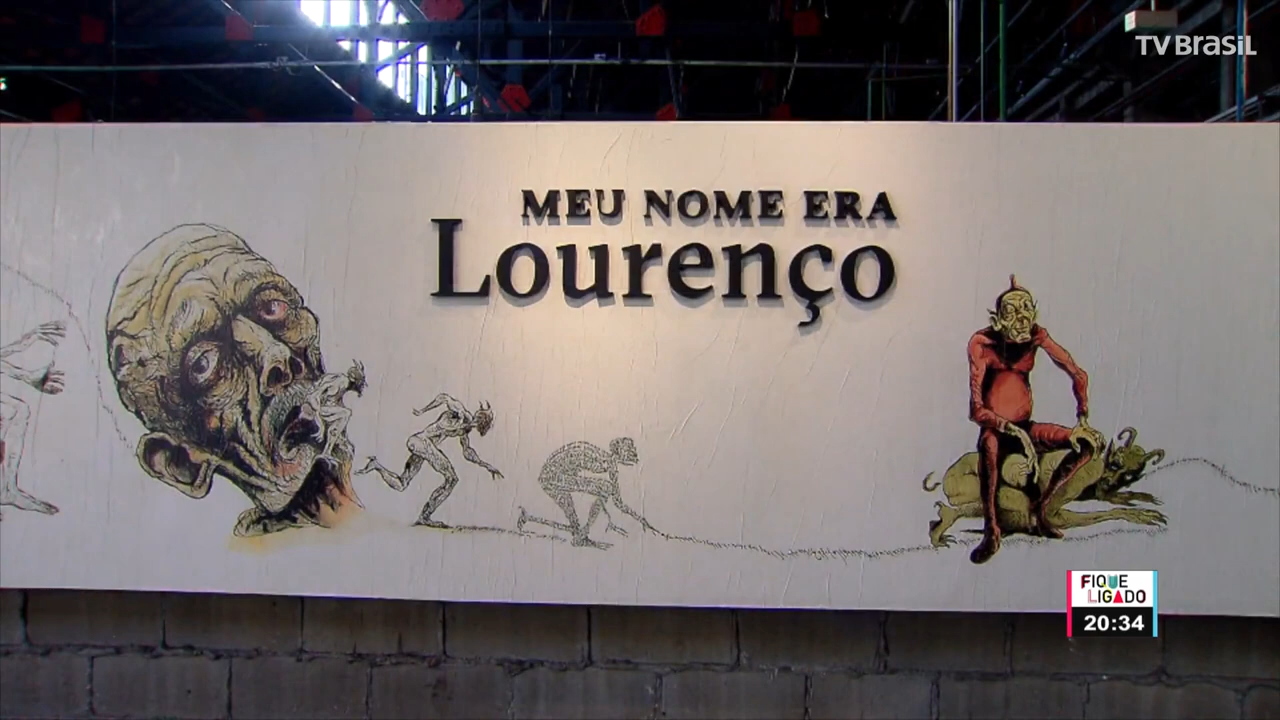 TV BRASIL
MEU NOME ERA
Lourenço
FIQUE
LIGADO
20:34